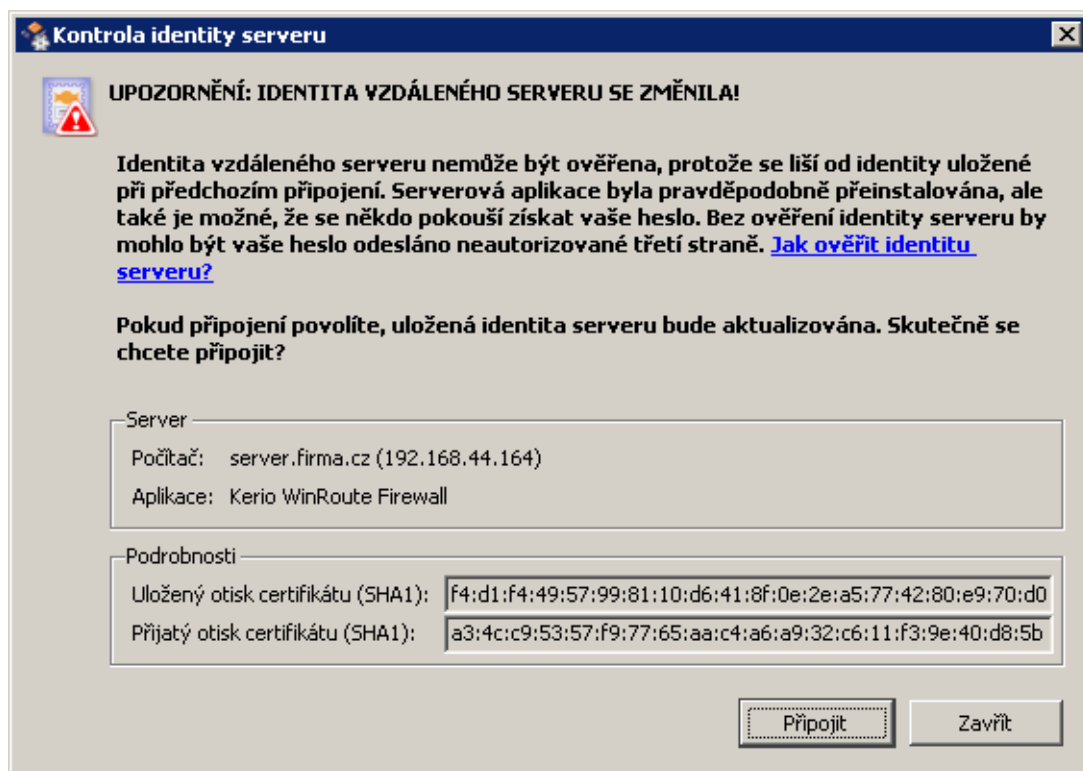 Kontrola identity serveru
UPOZORNĚNÍ: IDENTITA VZDÁLENÉHO SERVERU SE ZMĚNILA!
Identita vzdáleného serveru nemůže být ověřena, protože se liší od identity uložené
při předchozím připojení. Serverová aplikace byla pravděpodobně přeinstalována, ale
také je možné, že se někdo pokouší získat vaše heslo. Bez ověření identity serveru by
mohlo být vaše heslo odesláno neautorizované třetí straně. Jak ověřit identitu
serveru?
Pokud připojení povolíte, uložená identita serveru bude aktualizována. Skutečně se
chcete připojit?
Server
Počítač: server.firma.cz (192.168.44.164)
Aplikace: Kerio WinRoute Firewall
Podrobnosti
Uložený otisk certifikátu (SHA1): f4:d1:f4:49:57:99:81:10:d6:41:8f:0e:2e:a5:77:42:80:e9:70:d0
Přijatý otisk certifikátu (SHA1): a3:4c:c9:53:57:f9:77:65:aa:c4:a6:a9:32:c6:11:f3:9e:40:d8:5b
Připojit Zavřít